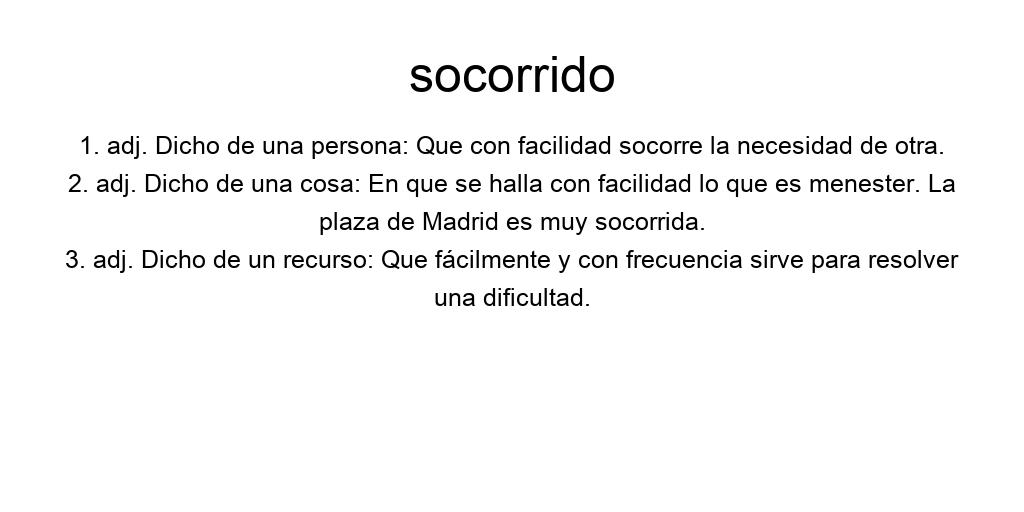 socorrido
1. adj. Dicho de una persona: Que con facilidad socorre la necesidad de otra.
2. adj. Dicho de una cosa: En que se halla con facilidad lo que es menester. La
plaza de Madrid es muy socorrida.
3. adj. Dicho de un recurso: Que fácilmente y con frecuencia sirve para resolver
una dificultad.